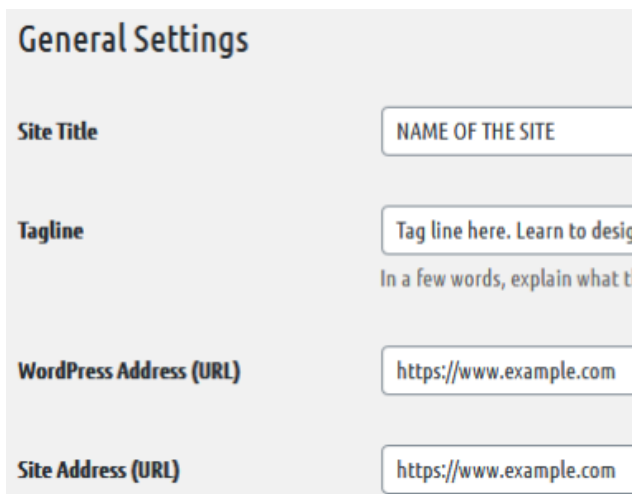 General Settings
Site Title
NAME OF THE SITE
Tagline
Tag line here. Learn to
In a few words, explain what
WordPress Address (URL)
https://www.example.com
Site Address (URL)
https://www.example.com